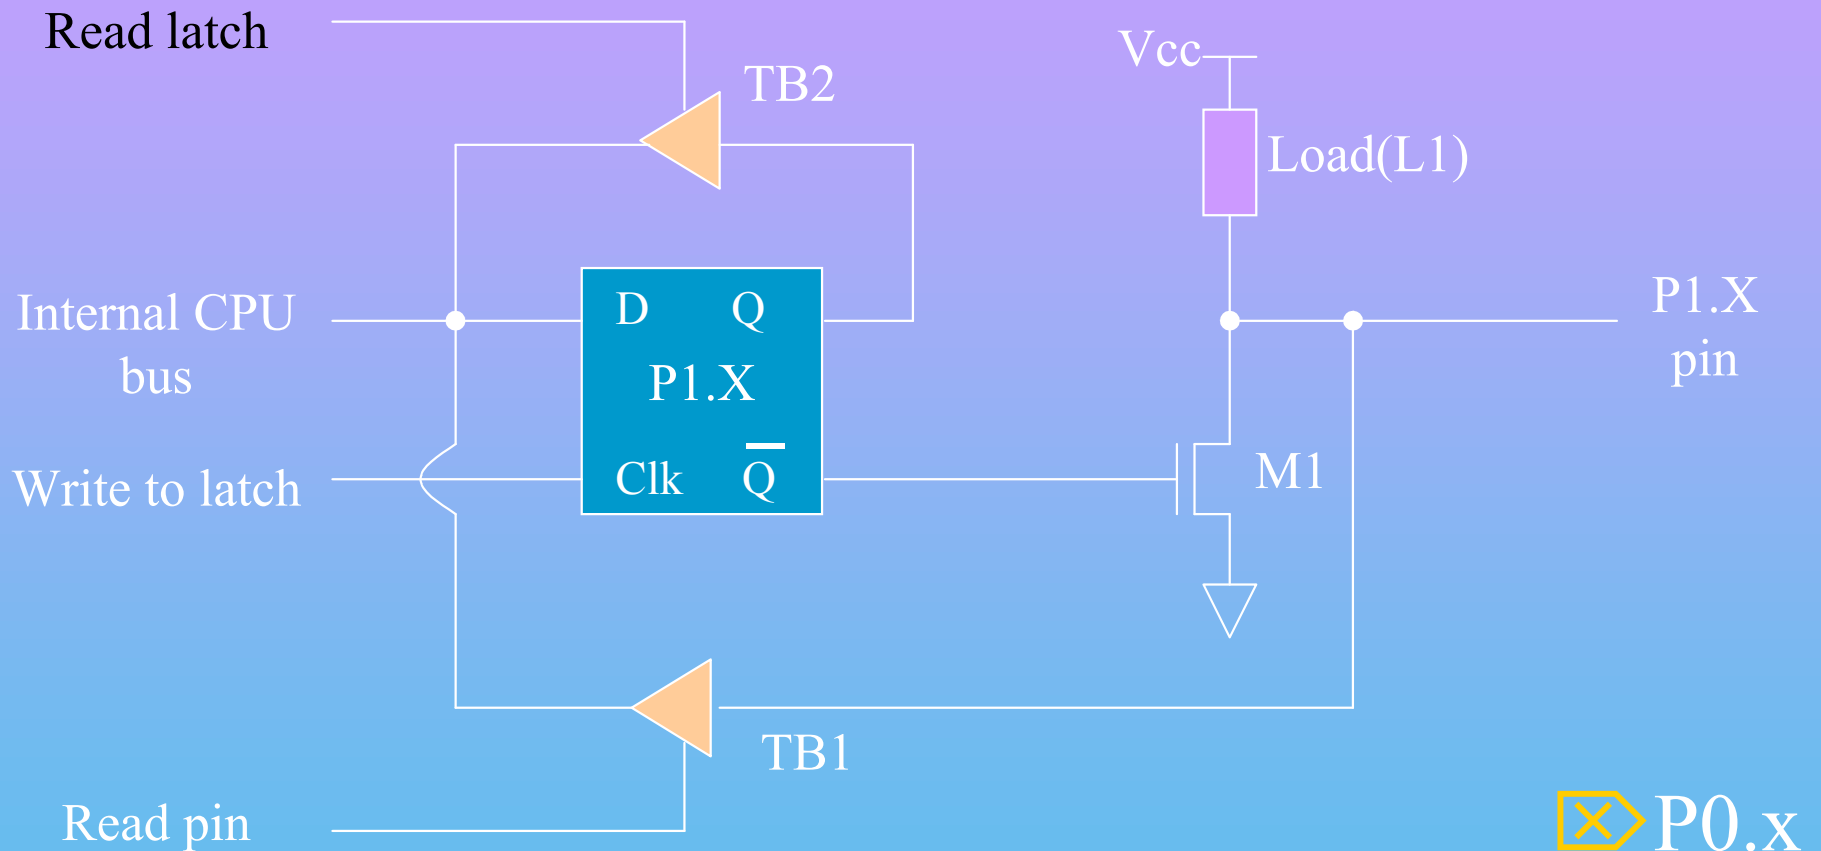 Read latch
TB2
Vcc
Load(L1)
Internal CPU
bus
D Q
P1.X
Clk Q̅
P1.X
pin
Write to latch
M1
TB1
Read pin
P0.x